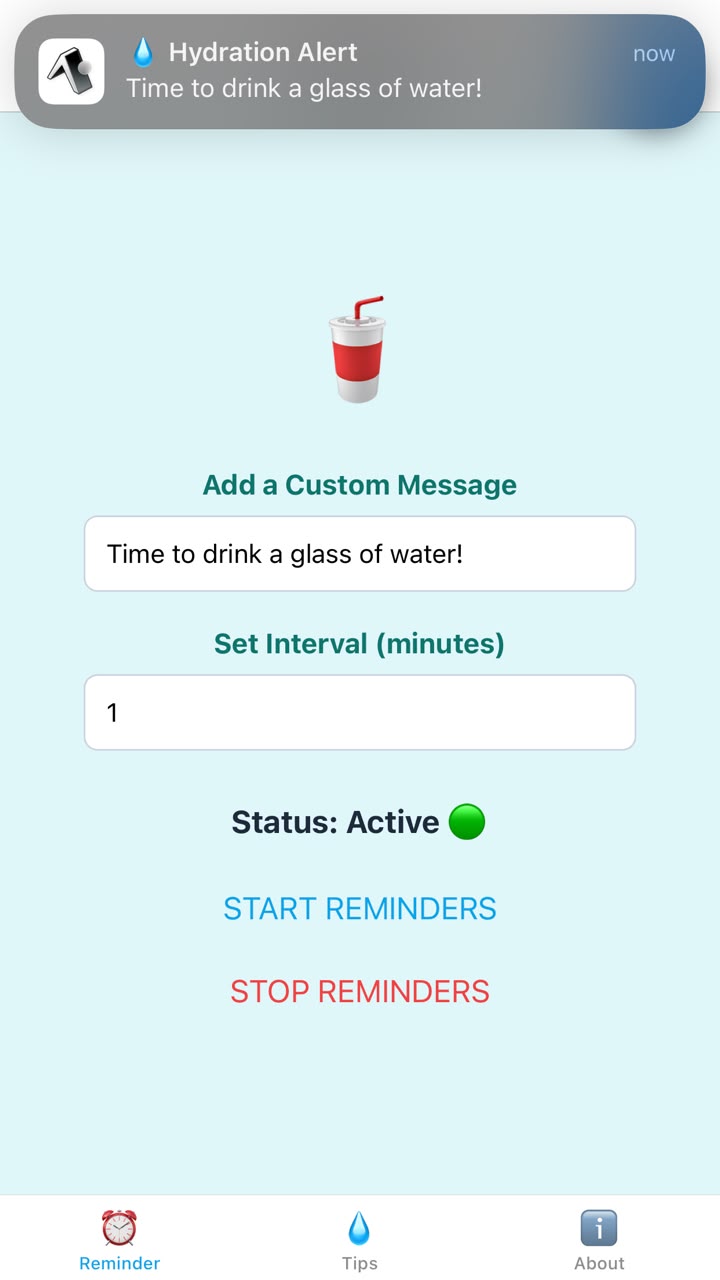 Hydration Alert
now
Time to drink a glass of water!
Add a Custom Message
Time to drink a glass of water!
Set Interval (minutes)
1
Status: Active
START REMINDERS
STOP REMINDERS
Reminder
Tips
About